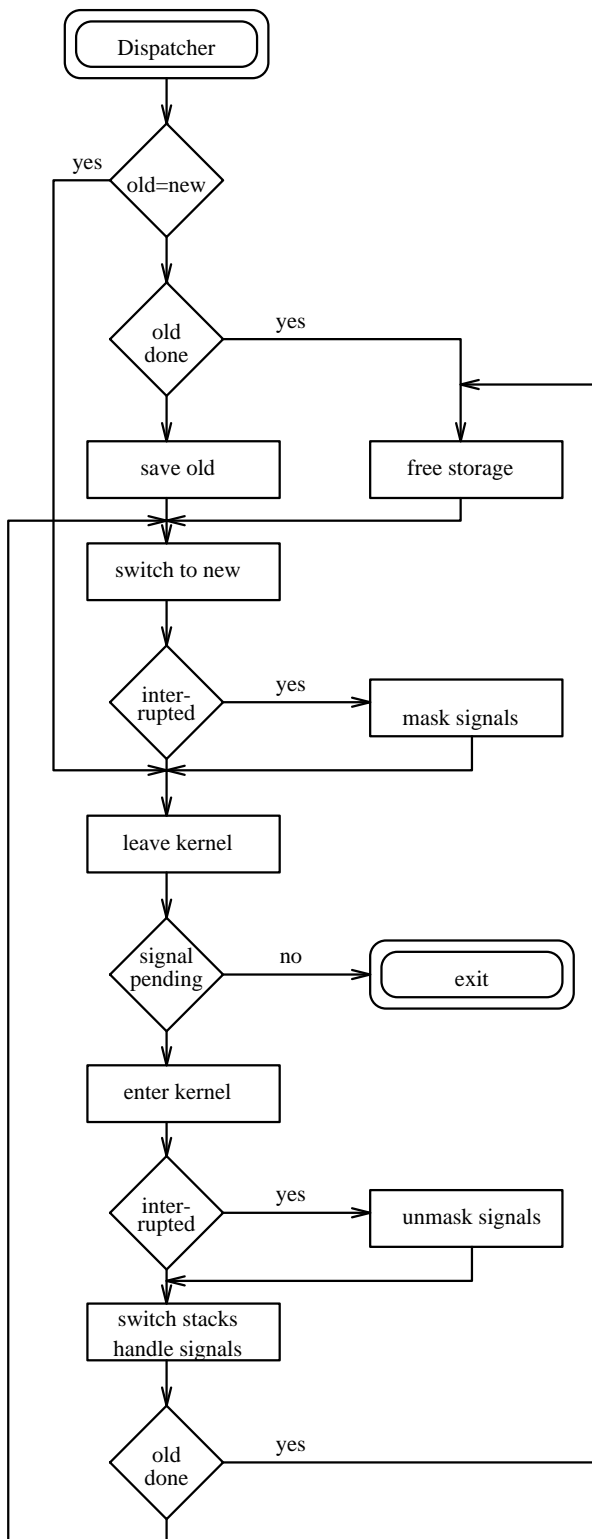 Dispatcher
yes
old=new
old
done
yes
save old
free storage
switch to new
inter-
rupted
yes
mask signals
leave kernel
signal
pending
no
exit
enter kernel
inter-
rupted
yes
unmask signals
switch stacks
handle signals
old
done
yes